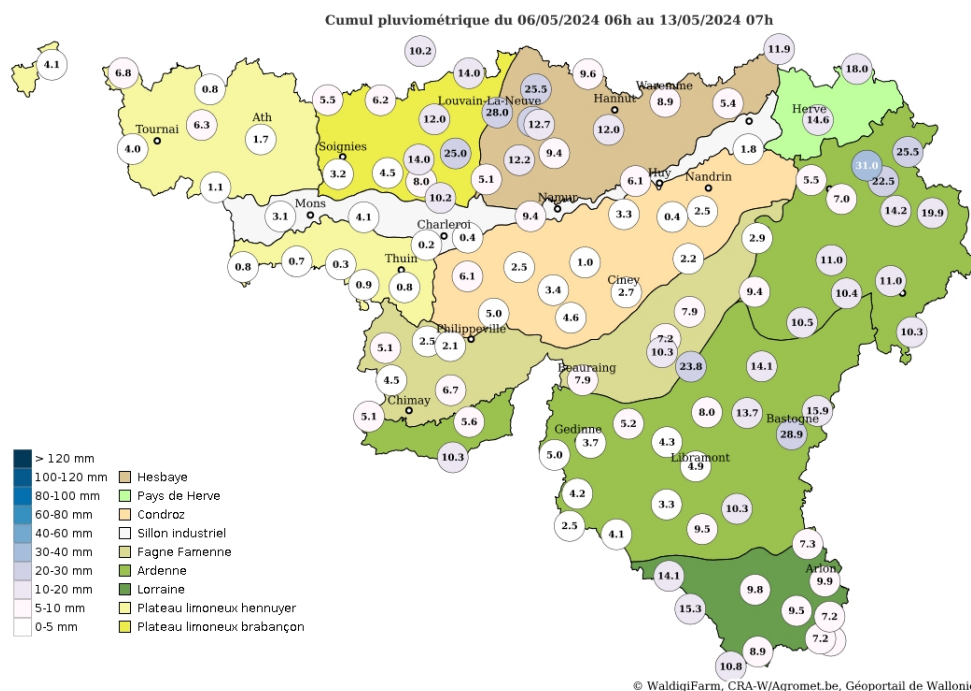 Cumul pluviométrique du 06/05/2024 06h au 13/05/2024 07h
10.2
11.9
4.1
6.8
14.0
9.6
18.0
0.8
25.5
Waremme
5.5
6.2
Louvain-La-Neuve
Hannut
8.9
5.4
Herve
28.0
6.3
Ath
12.0
12.7
12.0
14.6
Tournai
1.7
4.0
Soignies
25.0
9.4
1.8
25.5
14.0
12.2
31.0
3.2
4.5
8.0
5.1
6.1
Huy
Nandrin
5.5
22.5
1.1
10.2
Namur
7.0
3.1
Mons
4.1
9.4
3.3
0.4
2.5
14.2
19.9
Charleroi
0.2
0.4
2.9
0.8
0.7
0.3
Thuin
2.5
1.0
2.2
11.0
6.1
0.9
0.8
3.4
Ciney
2.7
9.4
10.4
11.0
5.0
4.6
7.9
10.5
Philippeville
10.3
5.1
2.5
2.1
7.2
10.3
23.8
14.1
4.5
Beauraing
7.9
6.7
Chimay
5.1
5.6
5.2
8.0
13.7
15.9
Bastogne
Gedinne
3.7
4.3
28.9
10.3
5.0
Libramont
4.9
> 120 mm
100-120 mm
80-100 mm
60-80 mm
40-60 mm
30-40 mm
20-30 mm
10-20 mm
5-10 mm
0-5 mm
Hesbaye
Pays de Herve
Condroz
Sillon industriel
Fagne Famenne
Ardenne
Lorraine
Plateau limoneux hennuyer
Plateau limoneux brabançon
4.2
3.3
10.3
2.5
4.1
9.5
7.3
14.1
Arlon
9.9
9.8
15.3
9.5
7.2
7.2
8.9
10.8
© WaldigiFarm, CRA-W/Agromet.be, Géoportail de Wallonie